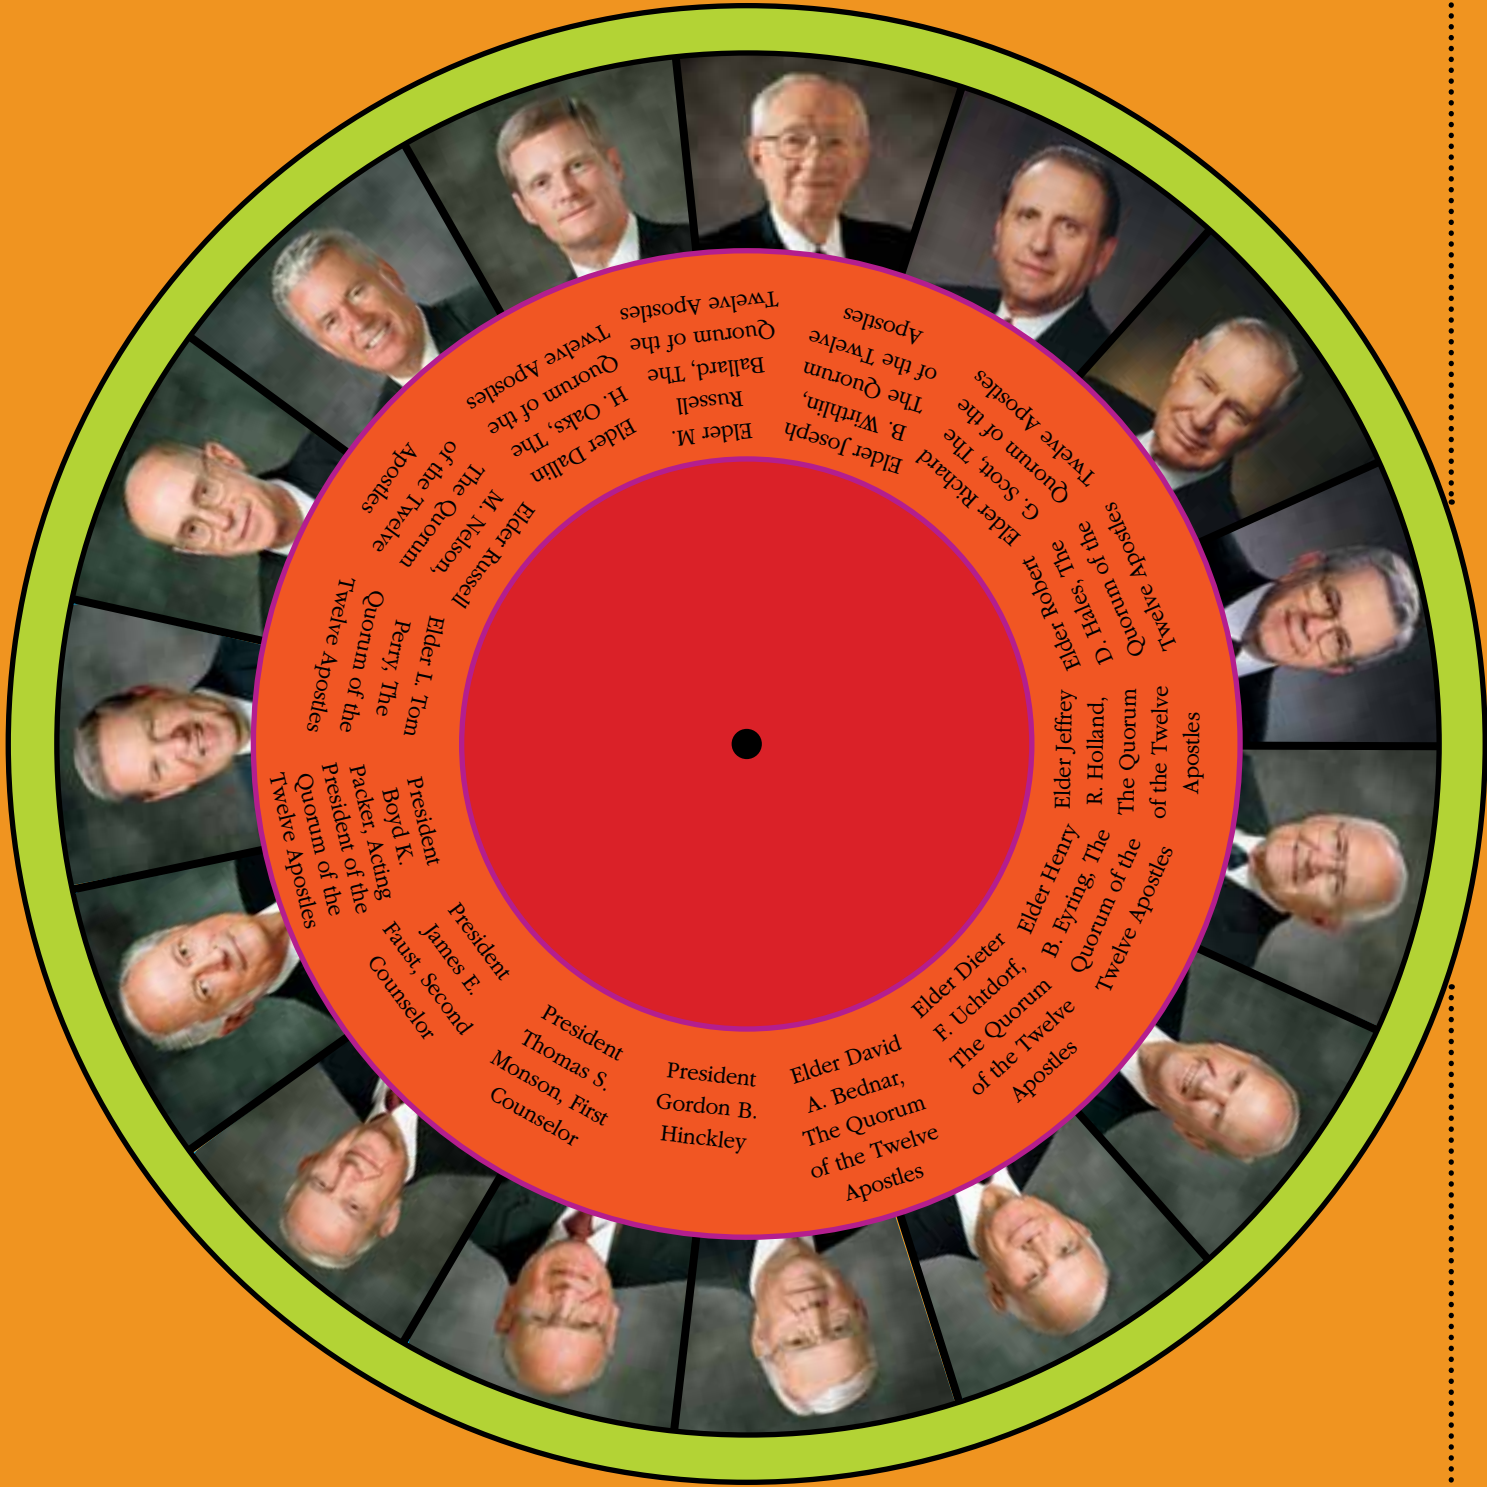 President
Gordon B.
Hinckley
President
Thomas S.
Monson, First
Counselor
President
James E.
Faust, Second
Counselor
President
Boyd K.
Packer, Acting
President of the
Quorum of the
Twelve Apostles
Elder L. Tom
Perry, The
Quorum of the
Twelve Apostles
Elder Russell
M. Nelson,
The Quorum
of the Twelve
Apostles
Elder Dallin
H. Oaks, The
Quorum of the
Twelve Apostles
Elder M.
Russell
Ballard, The
Quorum of the
Twelve Apostles
Elder Joseph
B. Wirthlin,
The Quorum
of the Twelve
Apostles
Elder Richard
G. Scott, The
Quorum of the
Twelve Apostles
Elder Robert
D. Hales, The
Quorum of the
Twelve Apostles
Elder Jeffrey
R. Holland,
The Quorum
of the Twelve
Apostles
Elder Henry
B. Eyring, The
Quorum of the
Twelve Apostles
Elder Dieter
F. Uchtdorf,
The Quorum
of the Twelve
Apostles
Elder David
A. Bednar,
The Quorum
of the Twelve
Apostles